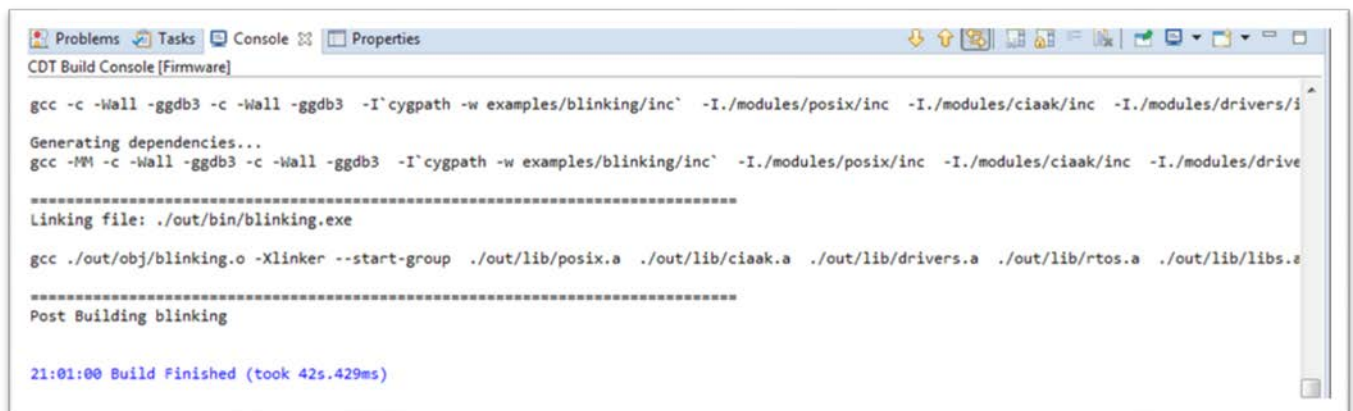 Problems Tasks Console Properties
CDT Build Console [Firmware]
gcc -c -Wall -ggdb3 -c -Wall -ggdb3 -I`cygpath -w examples/blinking/inc` -I./modules/posix/inc -I./modules/ciaak/inc -I./modules/drivers/i
Generating dependencies...
gcc -MM -c -Wall -ggdb3 -c -Wall -ggdb3 -I`cygpath -w examples/blinking/inc` -I./modules/posix/inc -I./modules/ciaak/inc -I./modules/drive
===============================================================================
Linking file: ./out/bin/blinking.exe
gcc ./out/obj/blinking.o -Xlinker --start-group ./out/lib/posix.a ./out/lib/ciaak.a ./out/lib/drivers.a ./out/lib/rtos.a ./out/lib/libs.a
===============================================================================
Post Building blinking
21:01:00 Build Finished (took 42s.429ms)